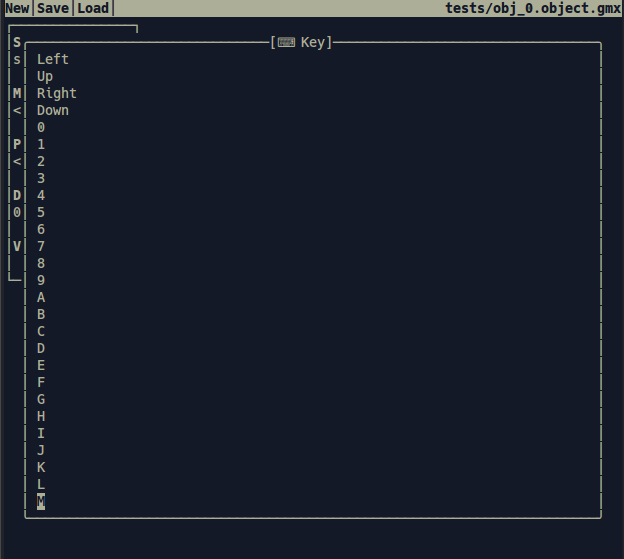 New Save Load tests/obj_0.object.gmx
[⌨ Key]
S
s Left
Up
M Right
< Down
0
P 1
< 2
3
D 4
0 5
6
V 7
8
9
A
B
C
D
E
F
G
H
I
J
K
L
M